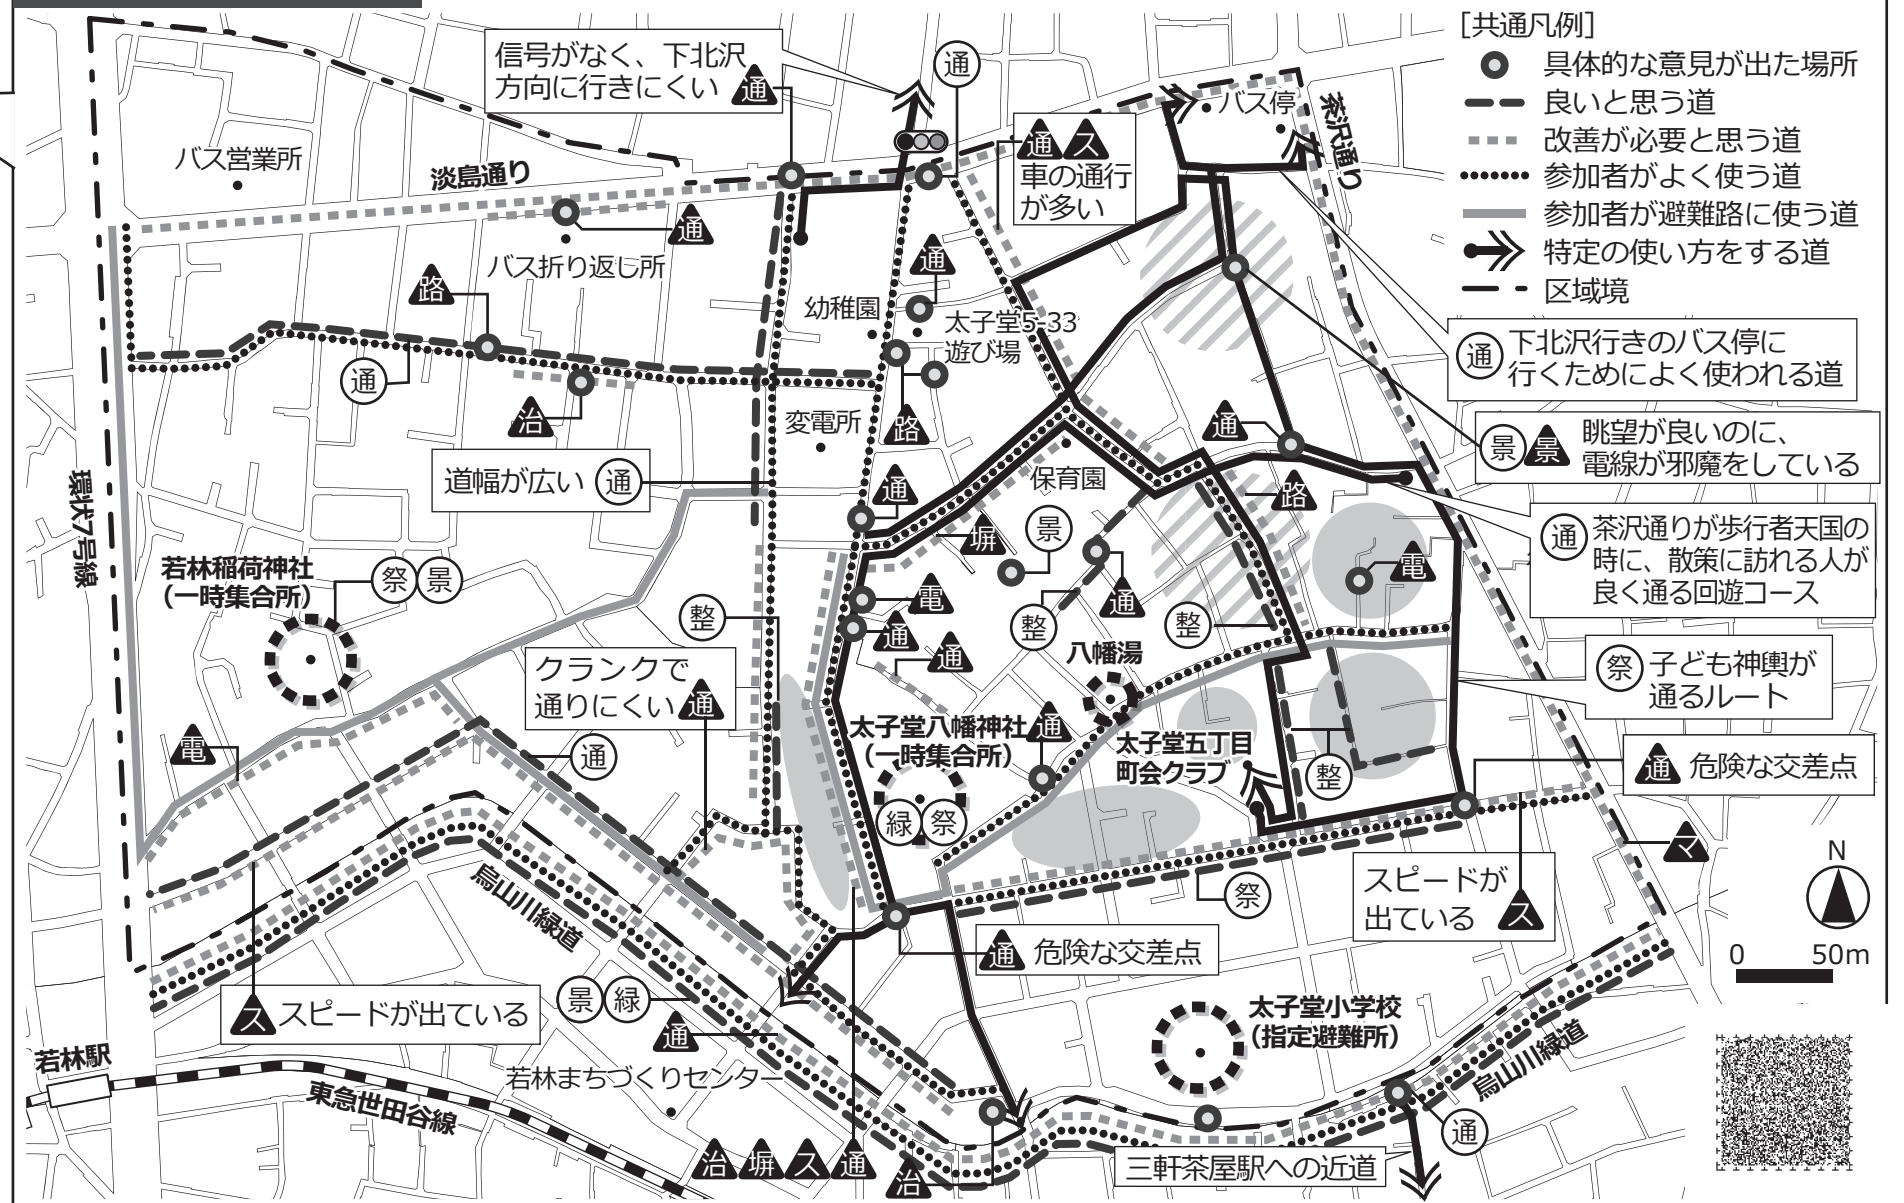 [共通凡例]
具体的な意見が出た場所
良いと思う道
改善が必要と思う道
参加者がよく使う道
参加者が避難路に使う道
特定の使い方をする道
区域境
信号がなく、下北沢
方向に行きにくい 通
通
通 ス
車の通行
が多い
バス停
茶沢通り
バス営業所
淡島通り
通
バス折り返し所
路
通
幼稚園
太子堂5-33
遊び場
通
治
変電所
路
通
下北沢行きのバス停に
行くためによく使われる道
景 景
眺望が良いのに、
電線が邪魔をしている
道幅が広い 通
通
保育園
路
塀
景
通
茶沢通りが歩行者天国の
時に、散策に訪れる人が
良く通る回遊コース
電
環状7号線
若林稲荷神社
(一時集合所)
祭 景
整
電
通
通
整
通
整
八幡湯
祭
子ども神輿が
通るルート
クランクで
通りにくい 通
太子堂八幡神社
(一時集合所)
通
緑 祭
太子堂五丁目
町会クラブ
整
通 危険な交差点
電
通
マ
祭
スピードが
出ている ス
N
0 50m
烏山川緑道
通 危険な交差点
景 緑
通
ス スピードが出ている
太子堂小学校
(指定避難所)
烏山川緑道
若林駅
東急世田谷線
若林まちづくりセンター
治 塀 ス 通
治
三軒茶屋駅への近道
通